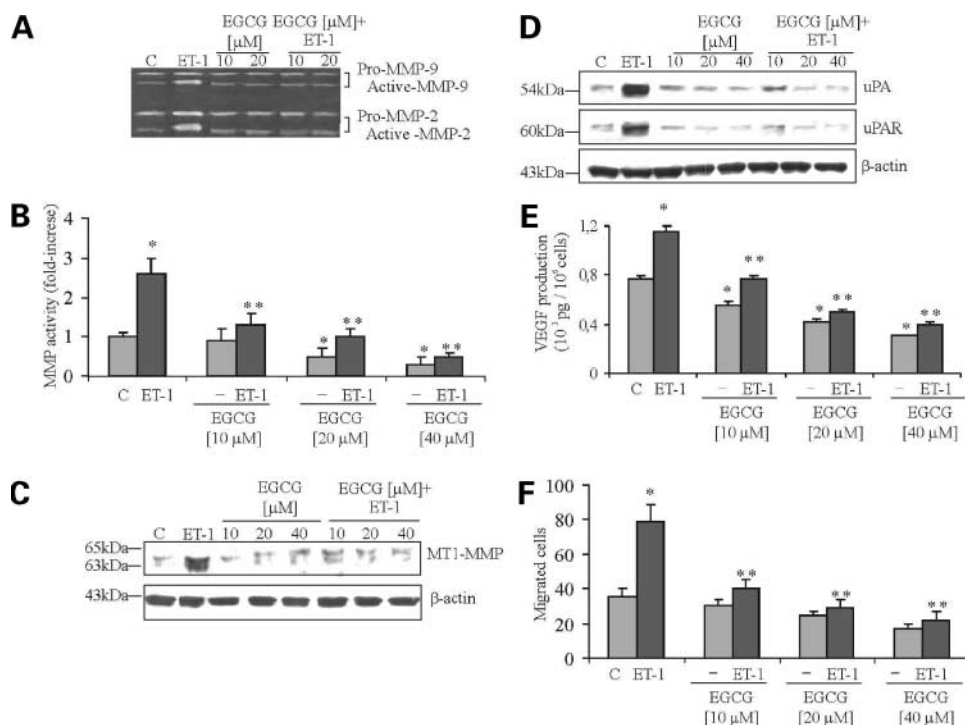 A
EGCG EGCG [μM]+
[μM] ET-1
C ET-1 10 20 10 20
Pro-MMP-9
Active-MMP-9
Pro-MMP-2
Active -MMP-2
B
MMP activity (fold-increse)
4
3
2
1
0
* ** * ** * **
C ET-1 – ET-1 – ET-1 – ET-1
EGCG EGCG EGCG
[10 μM] [20 μM] [40 μM]
C
EGCG EGCG [μM]+
[μM] ET-1
C ET-1 10 20 40 10 20 40
65kDa
63kDa
MT1-MMP
43kDa
β-actin
D
EGCG EGCG [μM]+
[μM] ET-1
C ET-1 10 20 40 10 20 40
54kDa uPA
60kDa uPAR
43kDa β-actin
E
VEGF production
(10³ pg / 10⁶ cells)
1,2
0,8
0,4
0
* * ** * ** * **
C ET-1 – ET-1 – ET-1 – ET-1
EGCG EGCG EGCG
[10 μM] [20 μM] [40 μM]
F
Migrated cells
100
80
60
40
20
0
* ** ** **
C ET-1 – ET-1 – ET-1 – ET-1
EGCG EGCG EGCG
[10 μM] [20 μM] [40 μM]